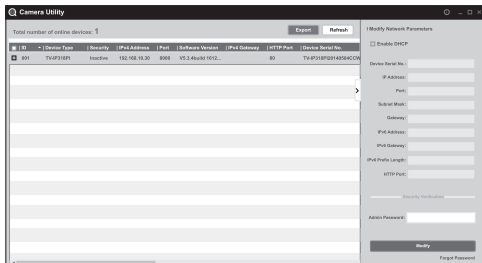 Camera Utility
Total number of online devices: 1
Export
Refresh
ID | Device Type | Security | IPv4 Address | Port | Software Version | IPv4 Gateway | HTTP Port | Device Serial No.
001 TV-IP318PI Inactive 192.168.10.30 8000 V5.3.4build 1612... 80 TV-IP318PI20140504CCW
Modify Network Parameters
Enable DHCP
Device Serial No.:
IP Address:
Port:
Subnet Mask:
Gateway:
IPv6 Address:
IPv6 Gateway:
IPv6 Prefix Length:
HTTP Port:
Security Verification
Admin Password:
Modify
Forgot Password